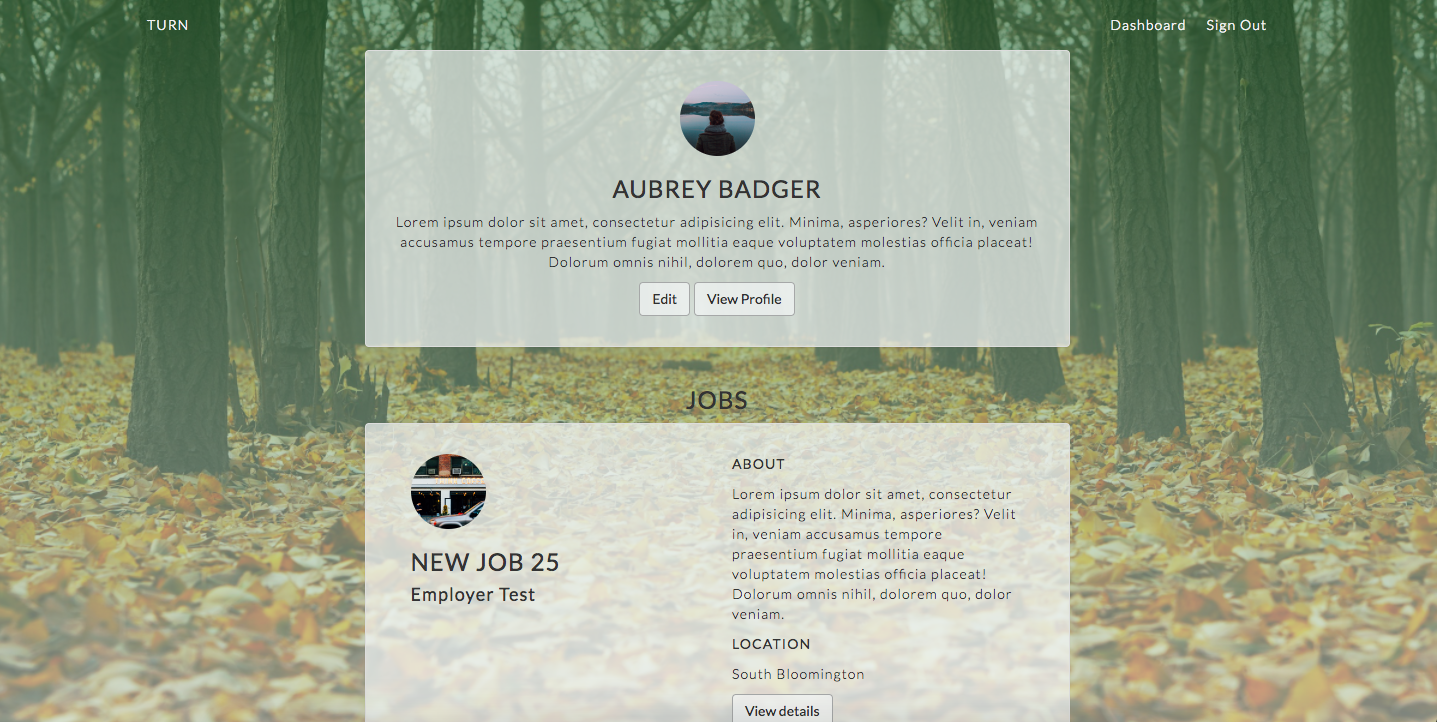 TURN
Dashboard Sign Out
AUBREY BADGER
Lorem ipsum dolor sit amet, consectetur adipisicing elit. Minima, asperiores? Velit in, veniam
accusamus tempore praesentium fugiat mollitia eaque voluptatem molestias officia placeat!
Dolorum omnis nihil, dolorem quo, dolor veniam.
Edit View Profile
JOBS
NEW JOB 25
Employer Test
ABOUT
Lorem ipsum dolor sit amet, consectetur
adipisicing elit. Minima, asperiores? Velit
in, veniam accusamus tempore
praesentium fugiat mollitia eaque
voluptatem molestias officia placeat!
Dolorum omnis nihil, dolorem quo, dolor
veniam.
LOCATION
South Bloomington
View details